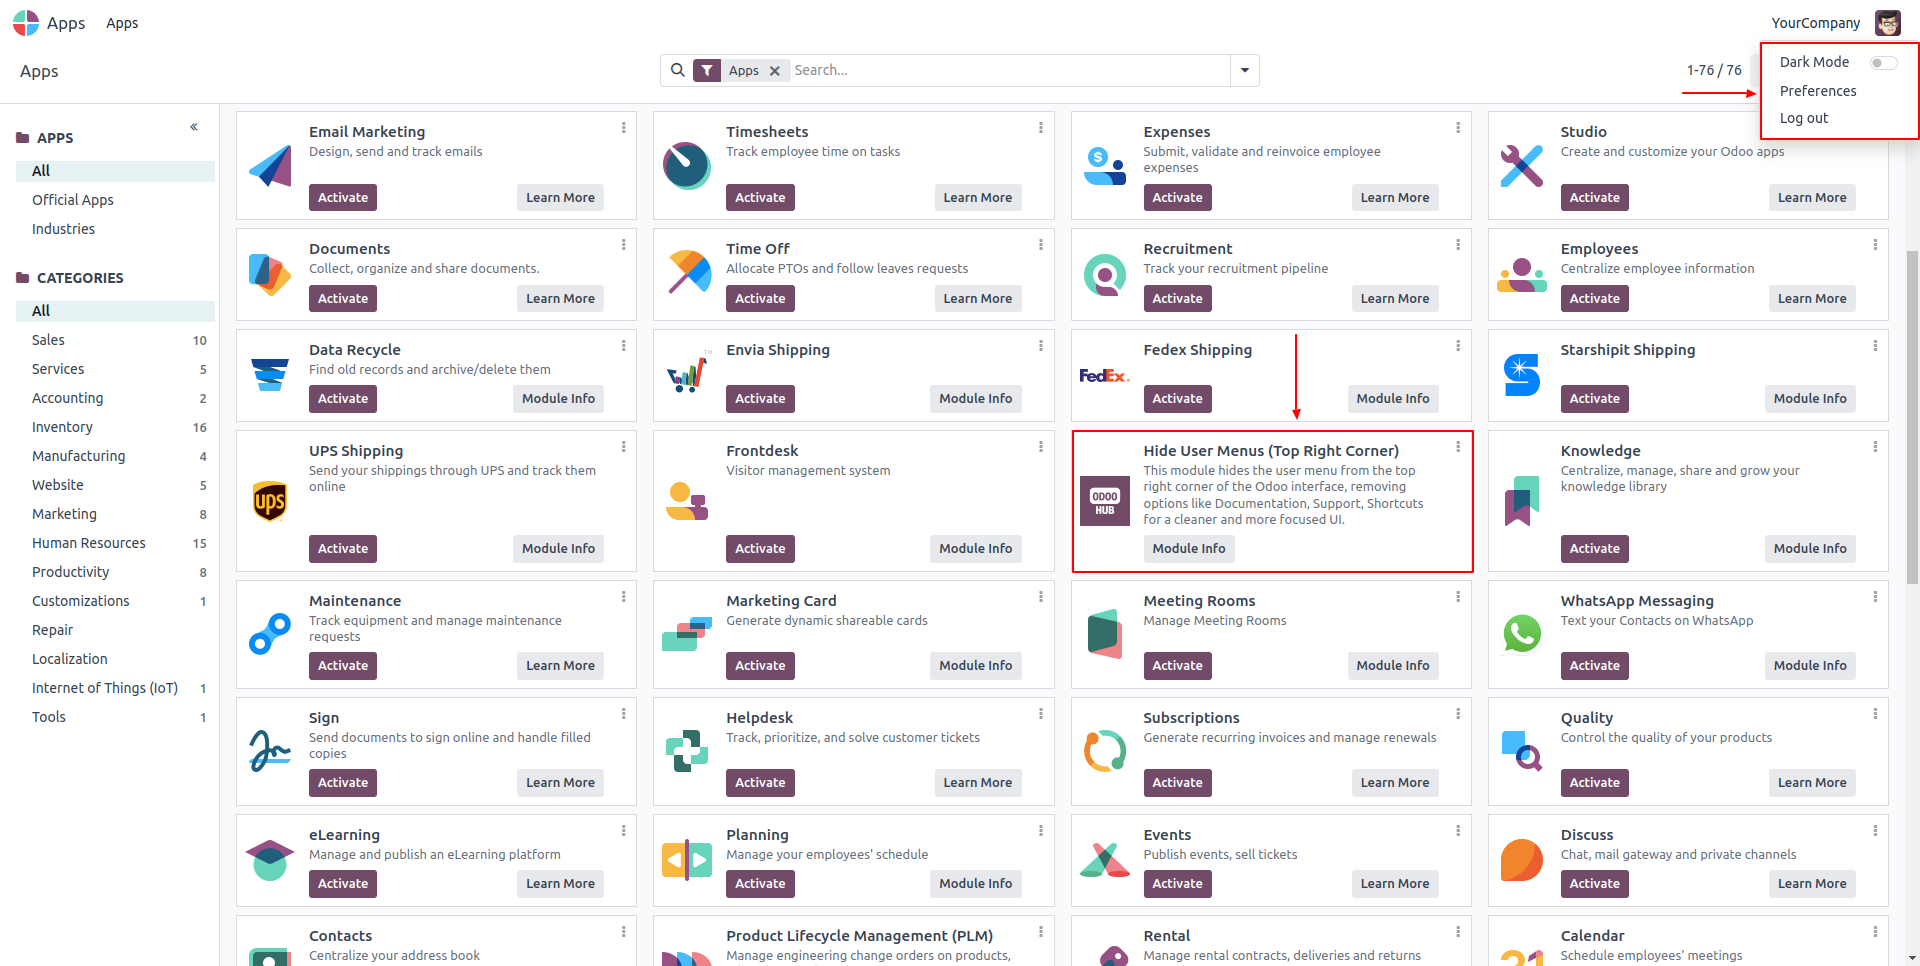 Apps
Apps
YourCompany
Apps
Apps
Search...
1-76 / 76
Dark Mode
Preferences
Log out
APPS
All
Official Apps
Industries
CATEGORIES
All
Sales 10
Services 5
Accounting 2
Inventory 16
Manufacturing 4
Website 5
Marketing 8
Human Resources 15
Productivity 8
Customizations 1
Repair
Localization
Internet of Things (IoT) 1
Tools 1
Email Marketing
Design, send and track emails
Activate
Learn More
Timesheets
Track employee time on tasks
Activate
Learn More
Expenses
Submit, validate and reinvoice employee
expenses
Activate
Learn More
Studio
Create and customize your Odoo apps
Activate
Learn More
Documents
Collect, organize and share documents.
Activate
Learn More
Time Off
Allocate PTOs and follow leaves requests
Activate
Learn More
Recruitment
Track your recruitment pipeline
Activate
Learn More
Employees
Centralize employee information
Activate
Learn More
Data Recycle
Find old records and archive/delete them
Activate
Module Info
Envia Shipping
TM
Activate
Module Info
Fedex Shipping
FedEx
Activate
Module Info
Starshipit Shipping
Activate
Module Info
UPS Shipping
Send your shippings through UPS and track them
online
ups
Activate
Module Info
Frontdesk
Visitor management system
Activate
Module Info
Hide User Menus (Top Right Corner)
This module hides the user menu from the top
right corner of the Odoo interface, removing
options like Documentation, Support, Shortcuts
for a cleaner and more focused UI.
ODOO
HUB
Module Info
Knowledge
Centralize, manage, share and grow your
knowledge library
Activate
Module Info
Maintenance
Track equipment and manage maintenance
requests
Activate
Learn More
Marketing Card
Generate dynamic shareable cards
Activate
Module Info
Meeting Rooms
Manage Meeting Rooms
Activate
Module Info
WhatsApp Messaging
Text your Contacts on WhatsApp
Activate
Module Info
Sign
Send documents to sign online and handle filled
copies
Activate
Learn More
Helpdesk
Track, prioritize, and solve customer tickets
Activate
Learn More
Subscriptions
Generate recurring invoices and manage renewals
Activate
Learn More
Quality
Control the quality of your products
Activate
Learn More
eLearning
Manage and publish an eLearning platform
Activate
Learn More
Planning
Manage your employees' schedule
Activate
Module Info
Events
Publish events, sell tickets
Activate
Learn More
Discuss
Chat, mail gateway and private channels
Activate
Learn More
Contacts
Centralize your address book
Product Lifecycle Management (PLM)
Manage engineering change orders on products,
Rental
Manage rental contracts, deliveries and returns
Calendar
Schedule employees' meetings
31